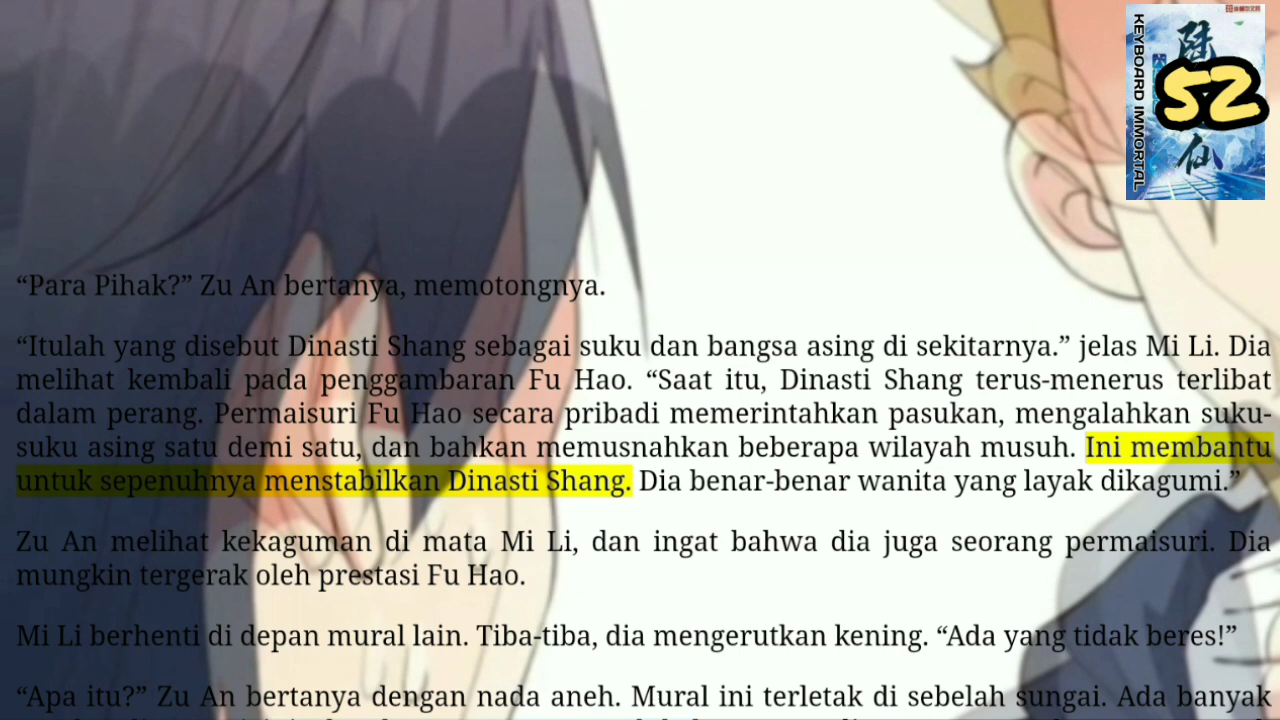 KEYBOARD IMMORTAL
陆
仙
52
“Para Pihak?” Zu An bertanya, memotongnya.
“Itulah yang disebut Dinasti Shang sebagai suku dan bangsa asing di sekitarnya.” jelas Mi Li. Dia
melihat kembali pada penggambaran Fu Hao. “Saat itu, Dinasti Shang terus-menerus terlibat
dalam perang. Permaisuri Fu Hao secara pribadi memerintahkan pasukan, mengalahkan suku-
suku asing satu demi satu, dan bahkan memusnahkan beberapa wilayah musuh. Ini membantu
untuk sepenuhnya menstabilkan Dinasti Shang. Dia benar-benar wanita yang layak dikagumi.”
Zu An melihat kekaguman di mata Mi Li, dan ingat bahwa dia juga seorang permaisuri. Dia
mungkin tergerak oleh prestasi Fu Hao.
Mi Li berhenti di depan mural lain. Tiba-tiba, dia mengerutkan kening. “Ada yang tidak beres!”
“Apa itu?” Zu An bertanya dengan nada aneh. Mural ini terletak di sebelah sungai. Ada banyak